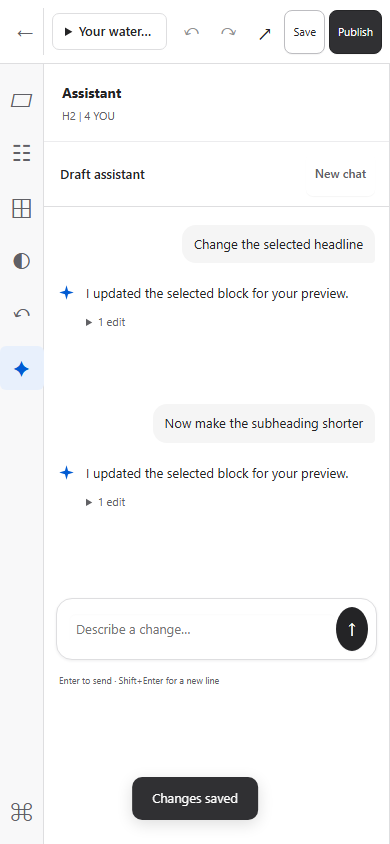 Your water...
Save
Publish
Assistant
H2 | 4 YOU
Draft assistant
New chat
Change the selected headline
I updated the selected block for your preview.
1 edit
Now make the subheading shorter
I updated the selected block for your preview.
1 edit
Describe a change...
Enter to send · Shift+Enter for a new line
Changes saved